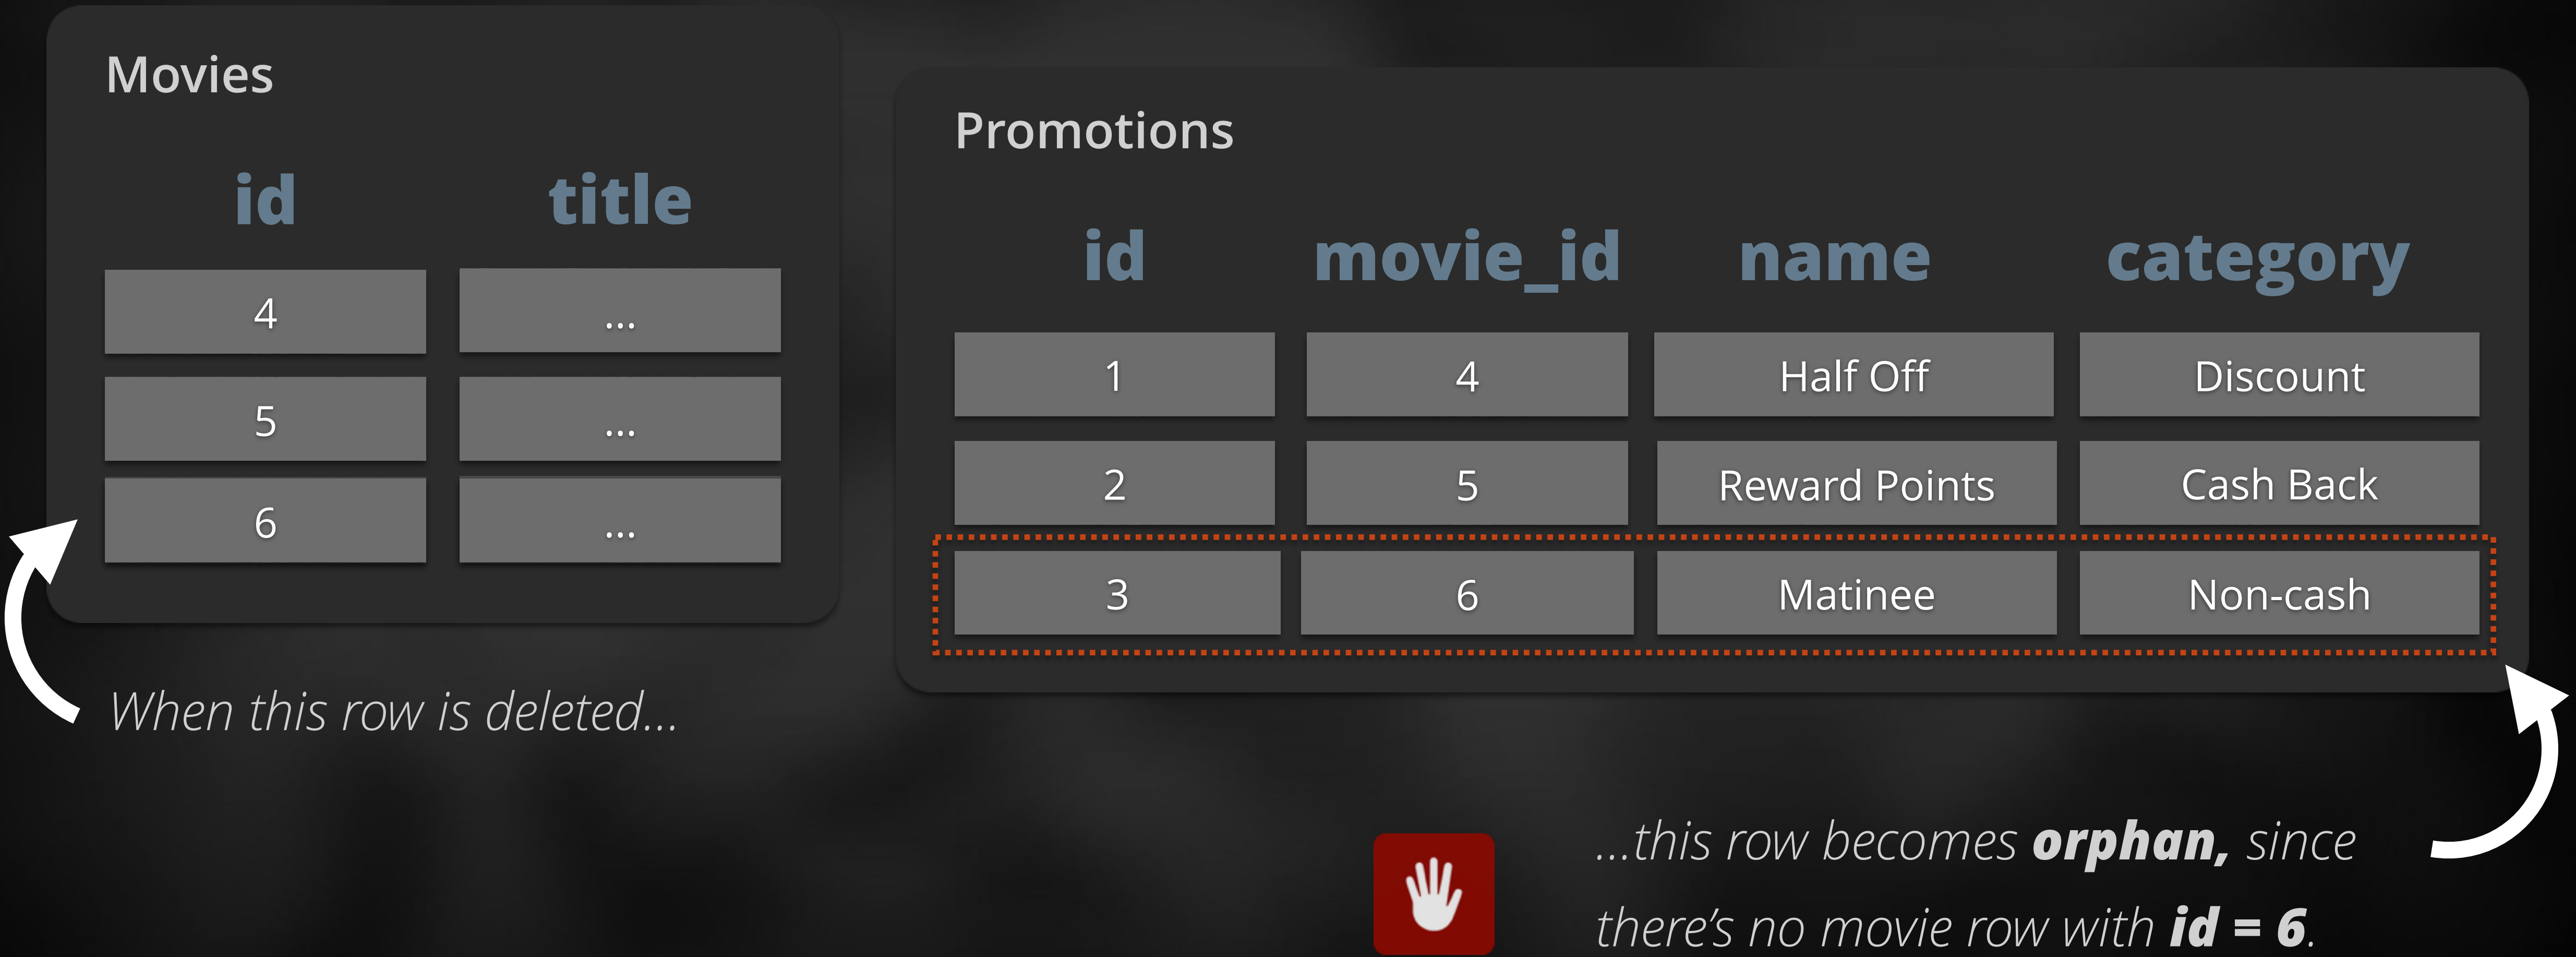 Movies
id title
4 ...
5 ...
6 ...
When this row is deleted...
Promotions
id movie_id name category
1 4 Half Off Discount
2 5 Reward Points Cash Back
3 6 Matinee Non-cash
...this row becomes orphan, since
there’s no movie row with id = 6.